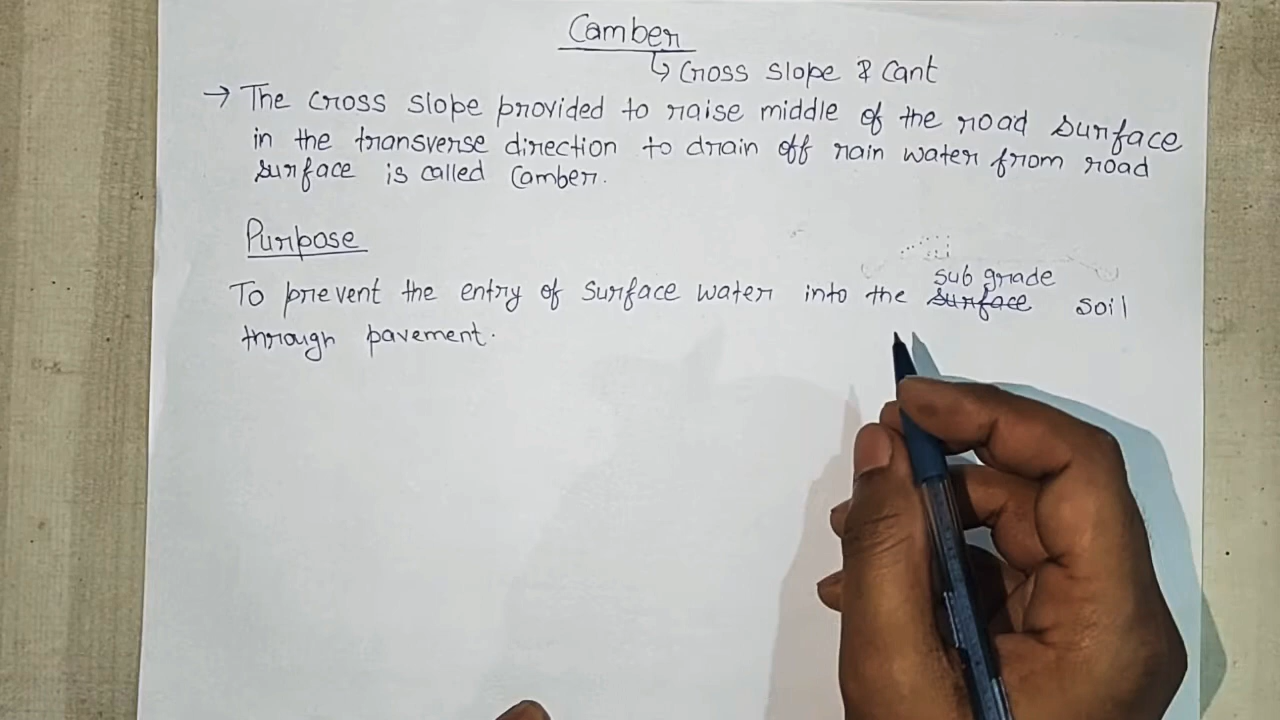 Camber
↳ Cross slope & Cant
→ The cross slope provided to raise middle of the road surface
in the transverse direction to drain off rain water from road
surface is called Camber.
Purpose
To prevent the entry of surface water into the sub grade ~~surface~~ soil
through pavement.